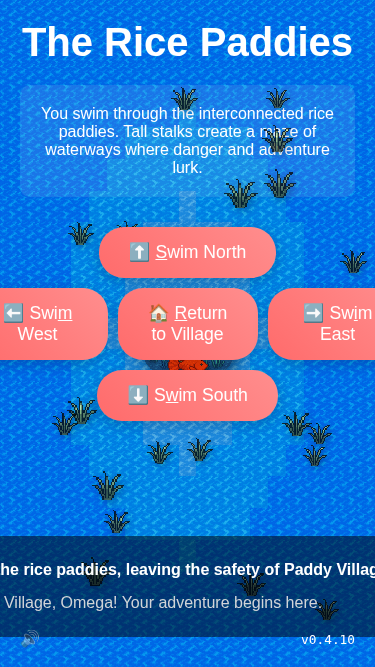 The Rice Paddies
You swim through the interconnected rice
paddies. Tall stalks create a maze of
waterways where danger and adventure
lurk.
⬆️ Swim North
⬅️ Swim
West
🏠 Return
to Village
➡️ Swim
East
⬇️ Swim South
he rice paddies, leaving the safety of Paddy Villag
Village, Omega! Your adventure begins here.
v0.4.10